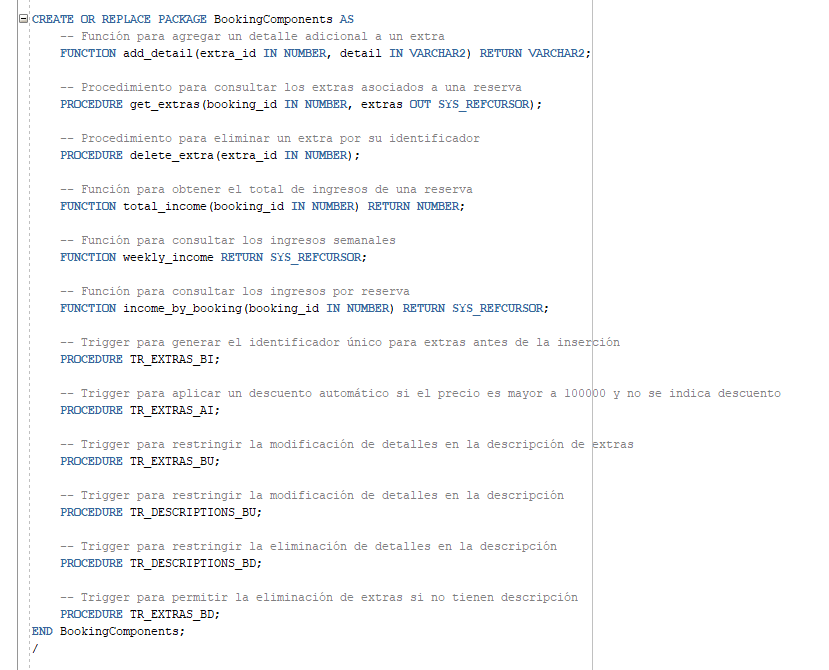 CREATE OR REPLACE PACKAGE BookingComponents AS
-- Función para agregar un detalle adicional a un extra
FUNCTION add_detail(extra_id IN NUMBER, detail IN VARCHAR2) RETURN VARCHAR2;
-- Procedimiento para consultar los extras asociados a una reserva
PROCEDURE get_extras(booking_id IN NUMBER, extras OUT SYS_REFCURSOR);
-- Procedimiento para eliminar un extra por su identificador
PROCEDURE delete_extra(extra_id IN NUMBER);
-- Función para obtener el total de ingresos de una reserva
FUNCTION total_income(booking_id IN NUMBER) RETURN NUMBER;
-- Función para consultar los ingresos semanales
FUNCTION weekly_income RETURN SYS_REFCURSOR;
-- Función para consultar los ingresos por reserva
FUNCTION income_by_booking(booking_id IN NUMBER) RETURN SYS_REFCURSOR;
-- Trigger para generar el identificador único para extras antes de la inserción
PROCEDURE TR_EXTRAS_BI;
-- Trigger para aplicar un descuento automático si el precio es mayor a 100000 y no se indica descuento
PROCEDURE TR_EXTRAS_AI;
-- Trigger para restringir la modificación de detalles en la descripción de extras
PROCEDURE TR_EXTRAS_BU;
-- Trigger para restringir la modificación de detalles en la descripción
PROCEDURE TR_DESCRIPTIONS_BU;
-- Trigger para restringir la eliminación de detalles en la descripción
PROCEDURE TR_DESCRIPTIONS_BD;
-- Trigger para permitir la eliminación de extras si no tienen descripción
PROCEDURE TR_EXTRAS_BD;
END BookingComponents;
/